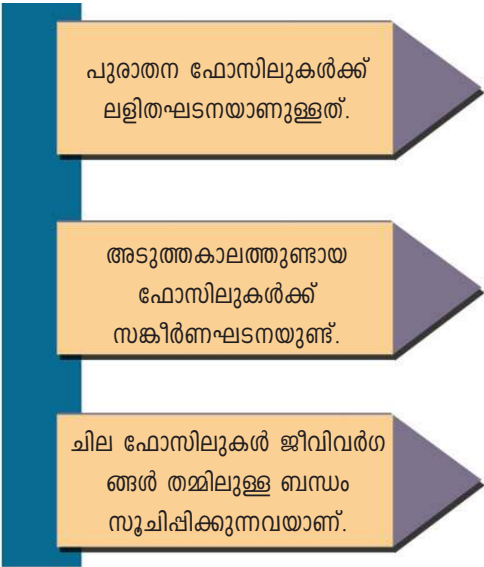 പുരാതന ഫോസിലുകൾക്ക്
ലളിതഘടനയാണുള്ളത്.
അടുത്തകാലത്തുണ്ടായ
ഫോസിലുകൾക്ക്
സങ്കീർണഘടനയുണ്ട്.
ചില ഫോസിലുകൾ ജീവിവർഗ
ങ്ങൾ തമ്മിലുള്ള ബന്ധം
സൂചിപ്പിക്കുന്നവയാണ്.